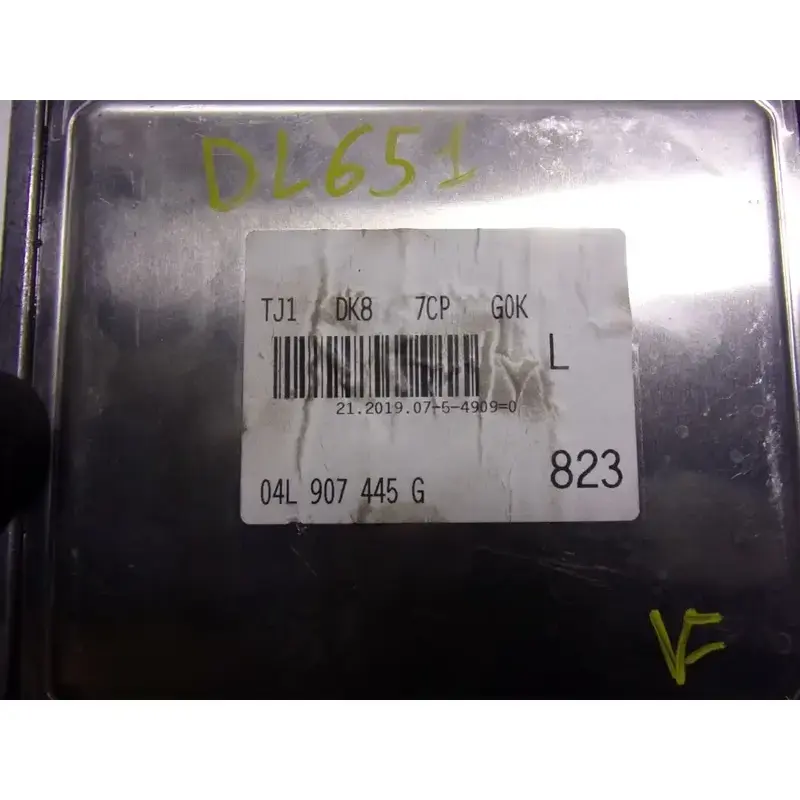 DL651
TJ1 DK8 7CP G0K
L
21.2019.07-5-4909=0
823
04L 907 445 G
VF